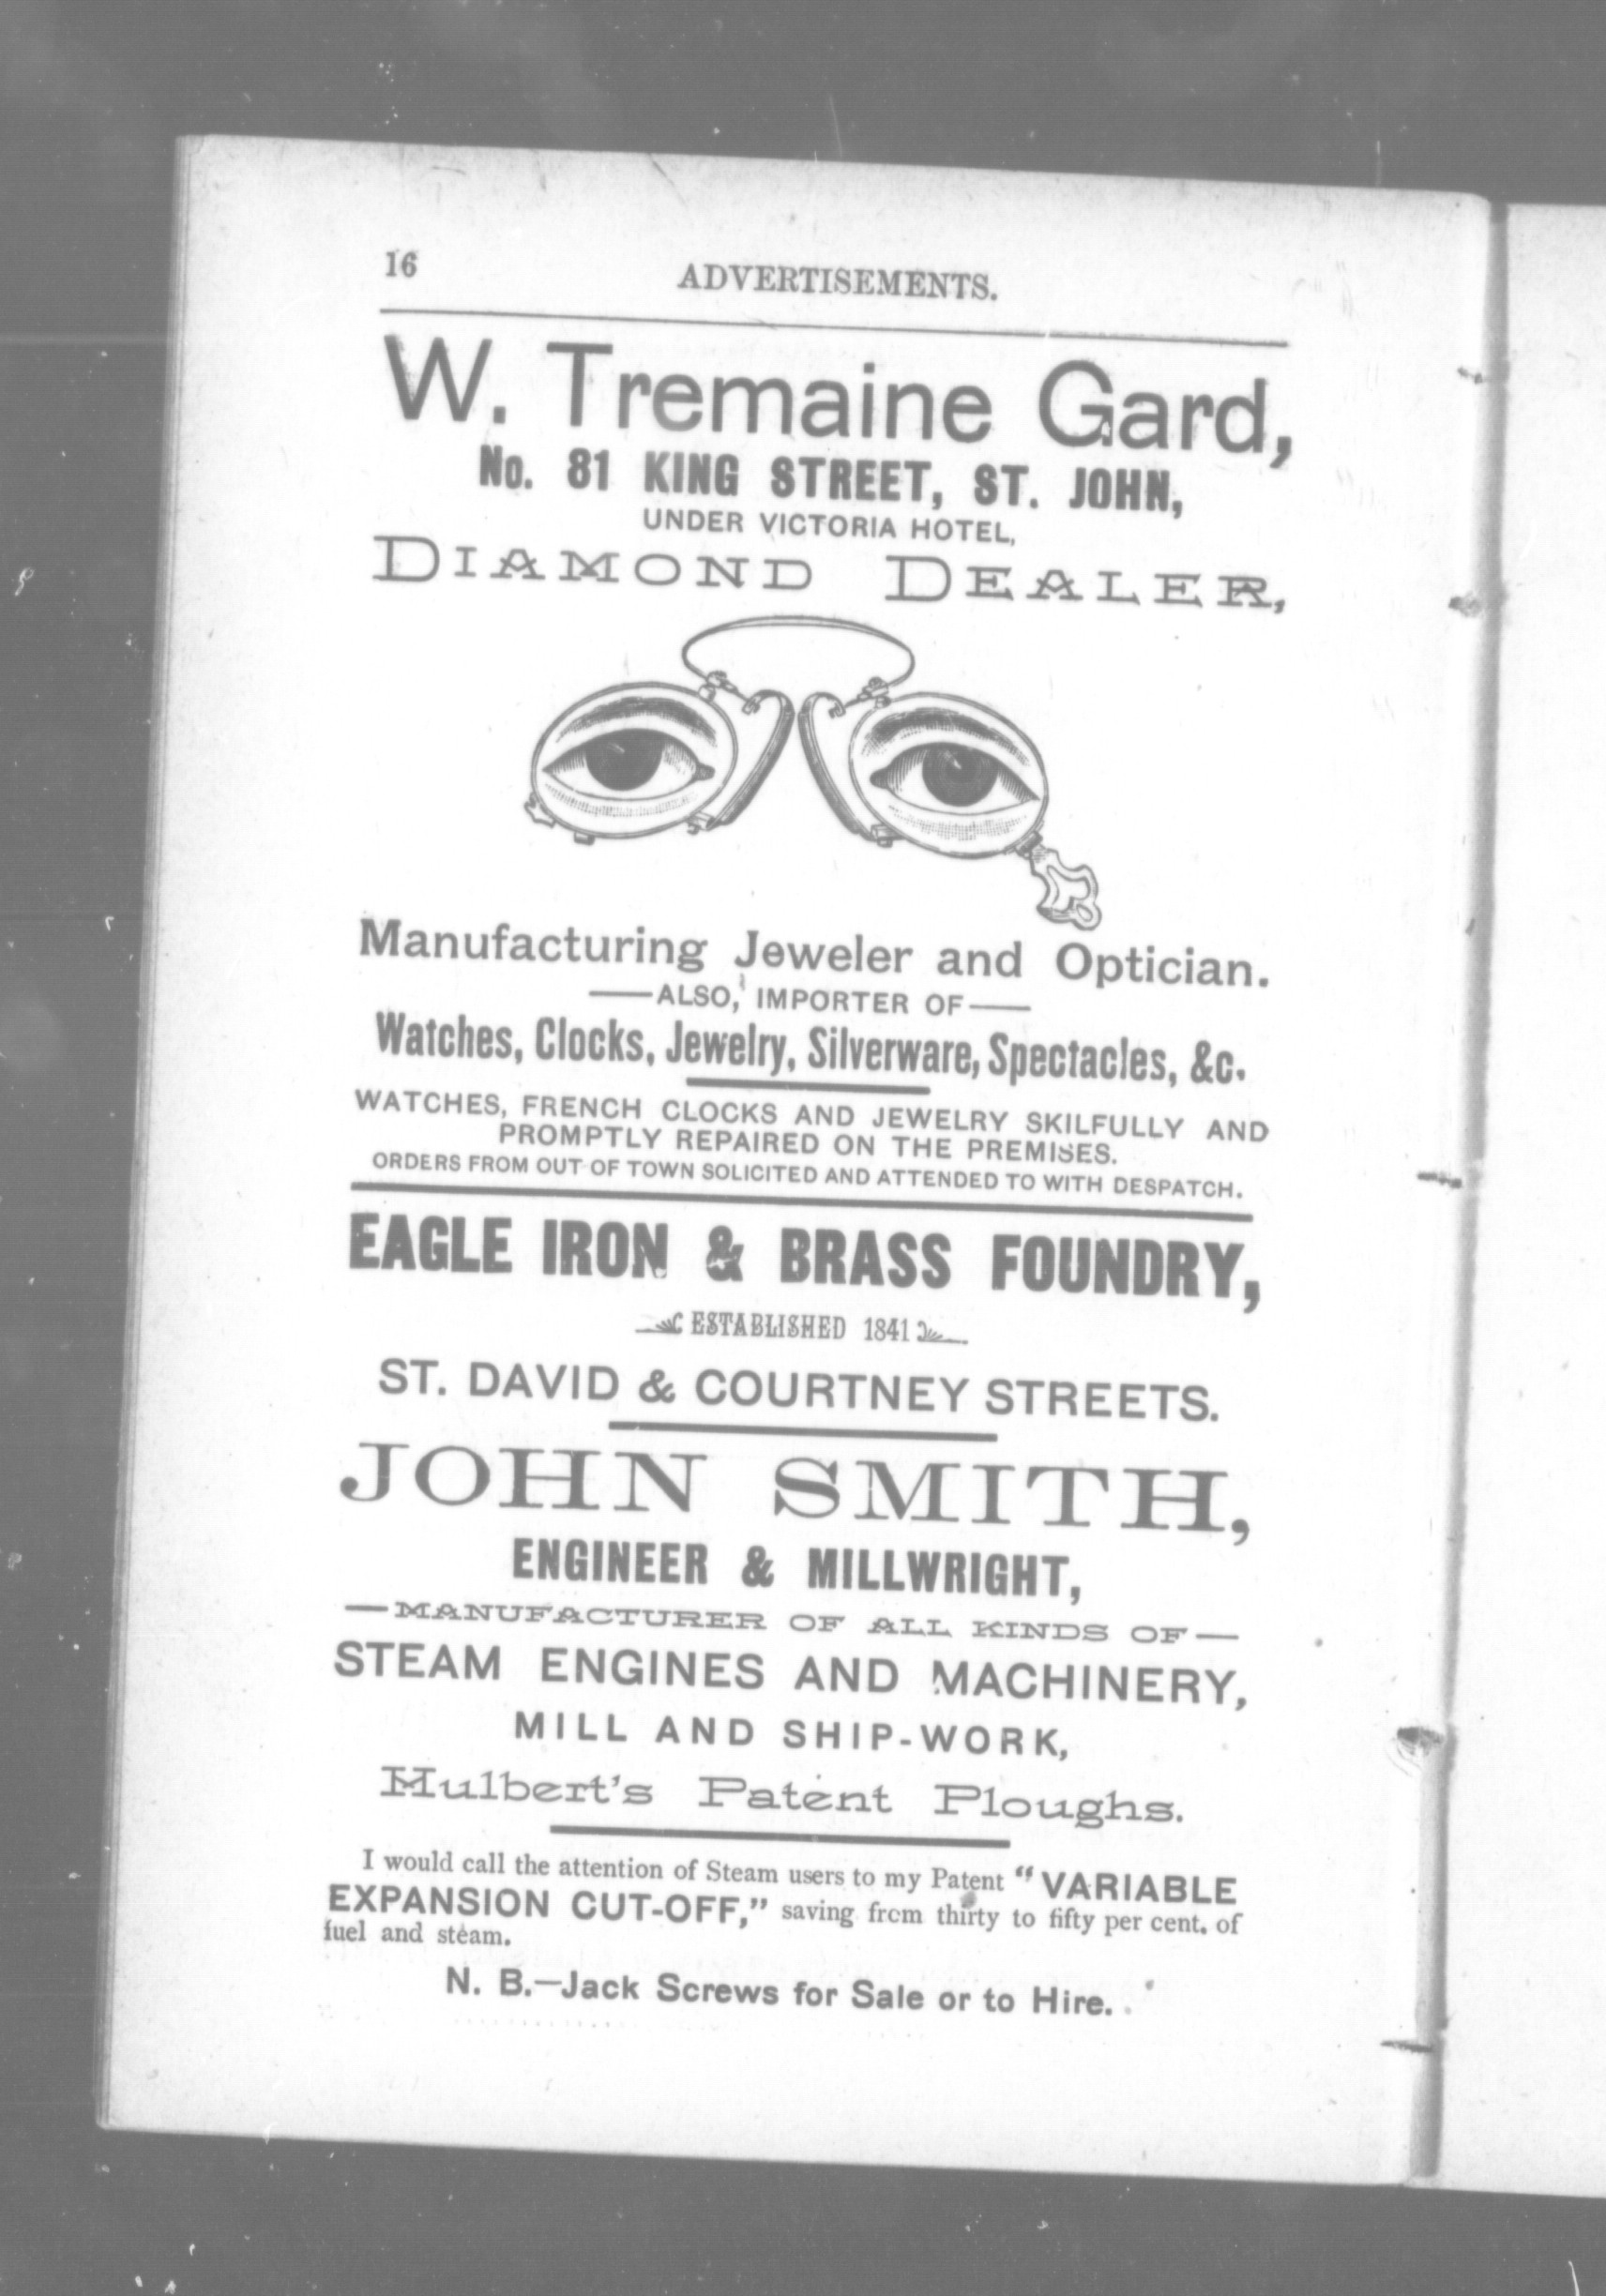 16
ADVERTISEMENTS.
W. Tremaine Gard,
No. 81 KING STREET, ST. JOHN,
UNDER VICTORIA HOTEL,
DIAMOND DEALER,
Manufacturing Jeweler and Optician.
—ALSO, IMPORTER OF—
Watches, Clocks, Jewelry, Silverware, Spectacles, &c.
WATCHES, FRENCH CLOCKS AND JEWELRY SKILFULLY AND
PROMPTLY REPAIRED ON THE PREMISES.
ORDERS FROM OUT OF TOWN SOLICITED AND ATTENDED TO WITH DESPATCH.
EAGLE IRON & BRASS FOUNDRY,
ESTABLISHED 1841
ST. DAVID & COURTNEY STREETS.
JOHN SMITH,
ENGINEER & MILLWRIGHT,
—MANUFACTURER OF ALL KINDS OF—
STEAM ENGINES AND MACHINERY,
MILL AND SHIP-WORK,
Hulbert's Patent Ploughs.
I would call the attention of Steam users to my Patent "VARIABLE
EXPANSION CUT-OFF," saving frcm thirty to fifty per cent. of
fuel and steam.
N. B.—Jack Screws for Sale or to Hire.